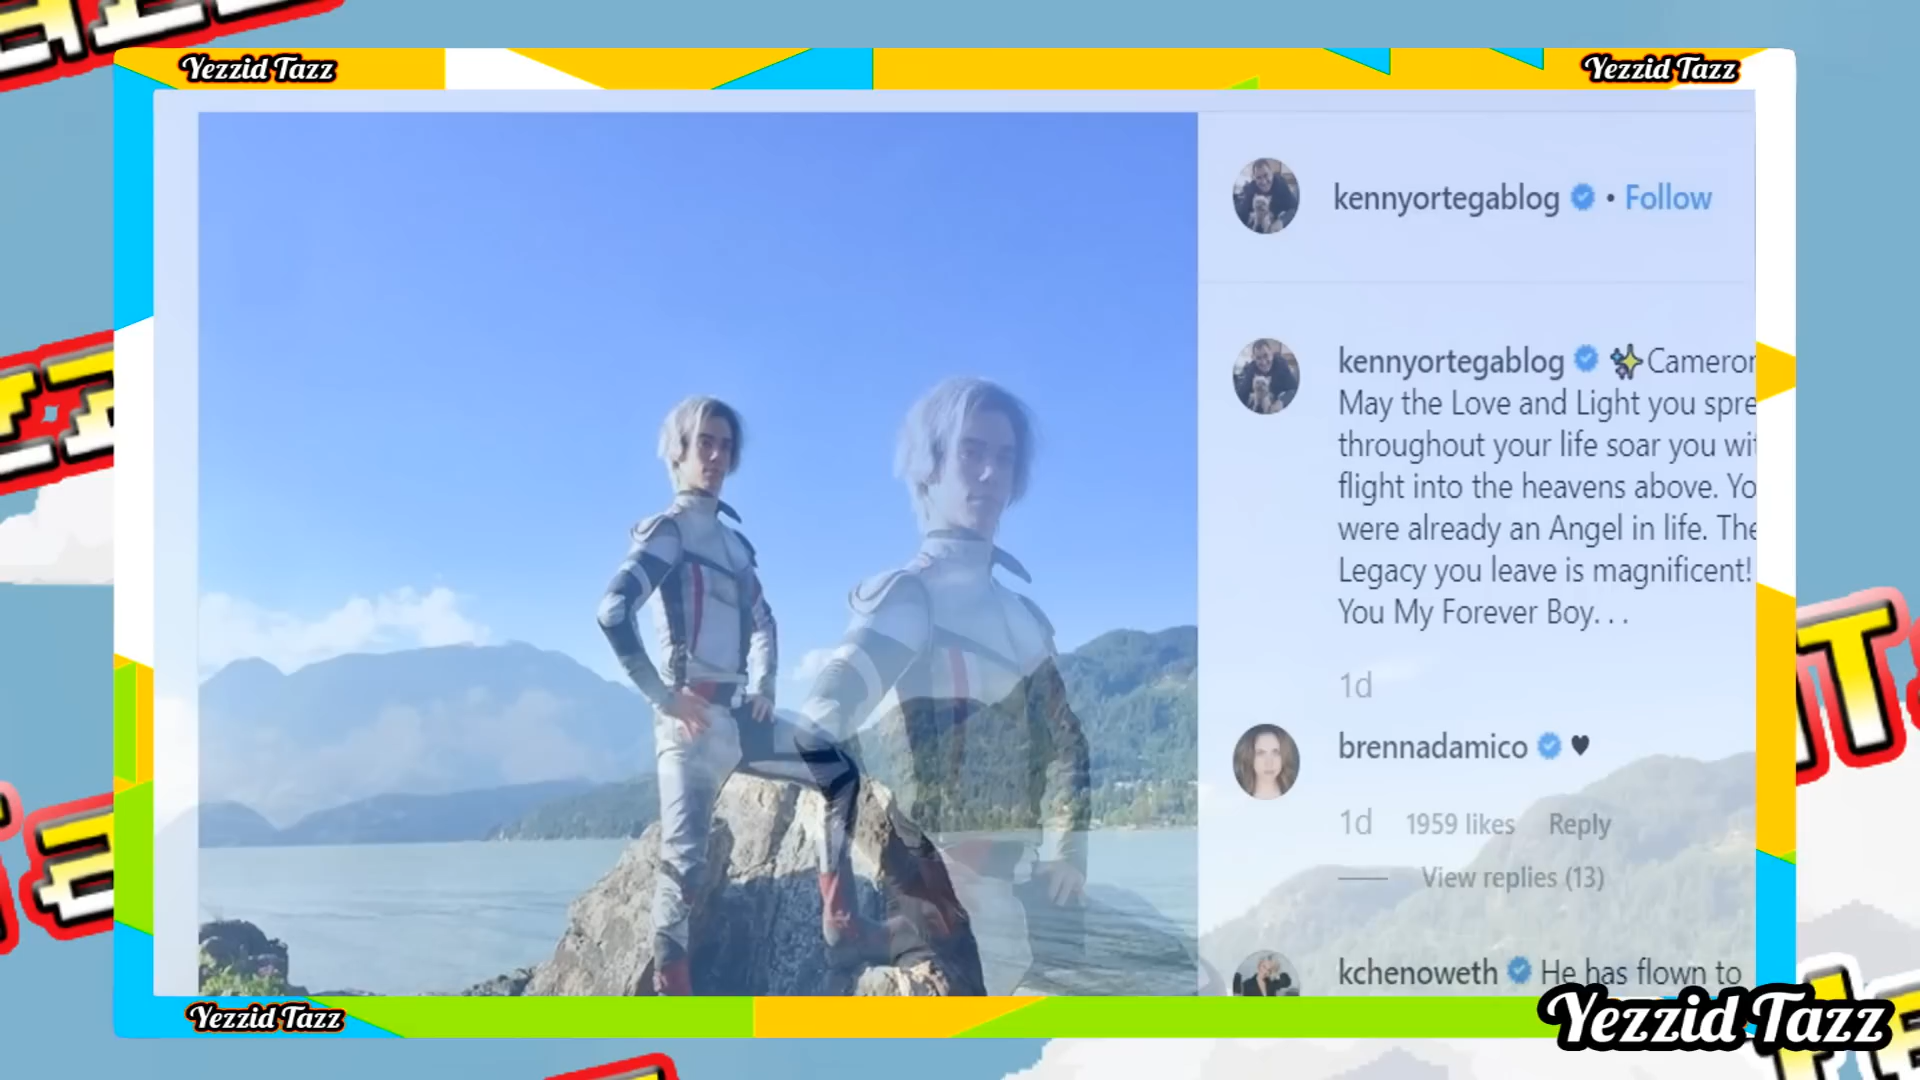 Yezzid Tazz
Yezzid Tazz
kennyortegablog • Follow
kennyortegablog ✨Cameron
May the Love and Light you spre
throughout your life soar you wi
flight into the heavens above. Yo
were already an Angel in life. The
Legacy you leave is magnificent!
You My Forever Boy. . .
1d
brennadamico ♥
1d 1959 likes Reply
View replies (13)
kchenoweth He has flown to
Yezzid Tazz
Yezzid Tazz